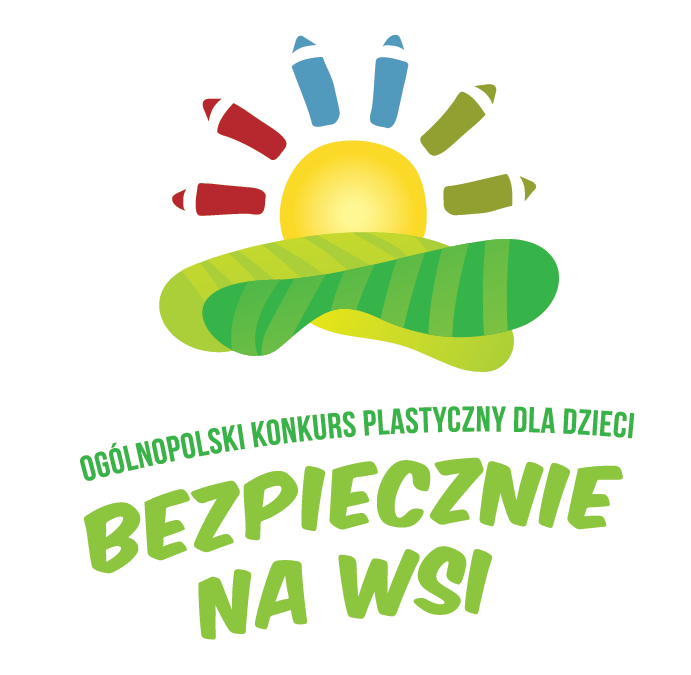 OGÓLNOPOLSKI KONKURS PLASTYCZNY DLA DZIECI
BEZPIECZNIE
NA WSI